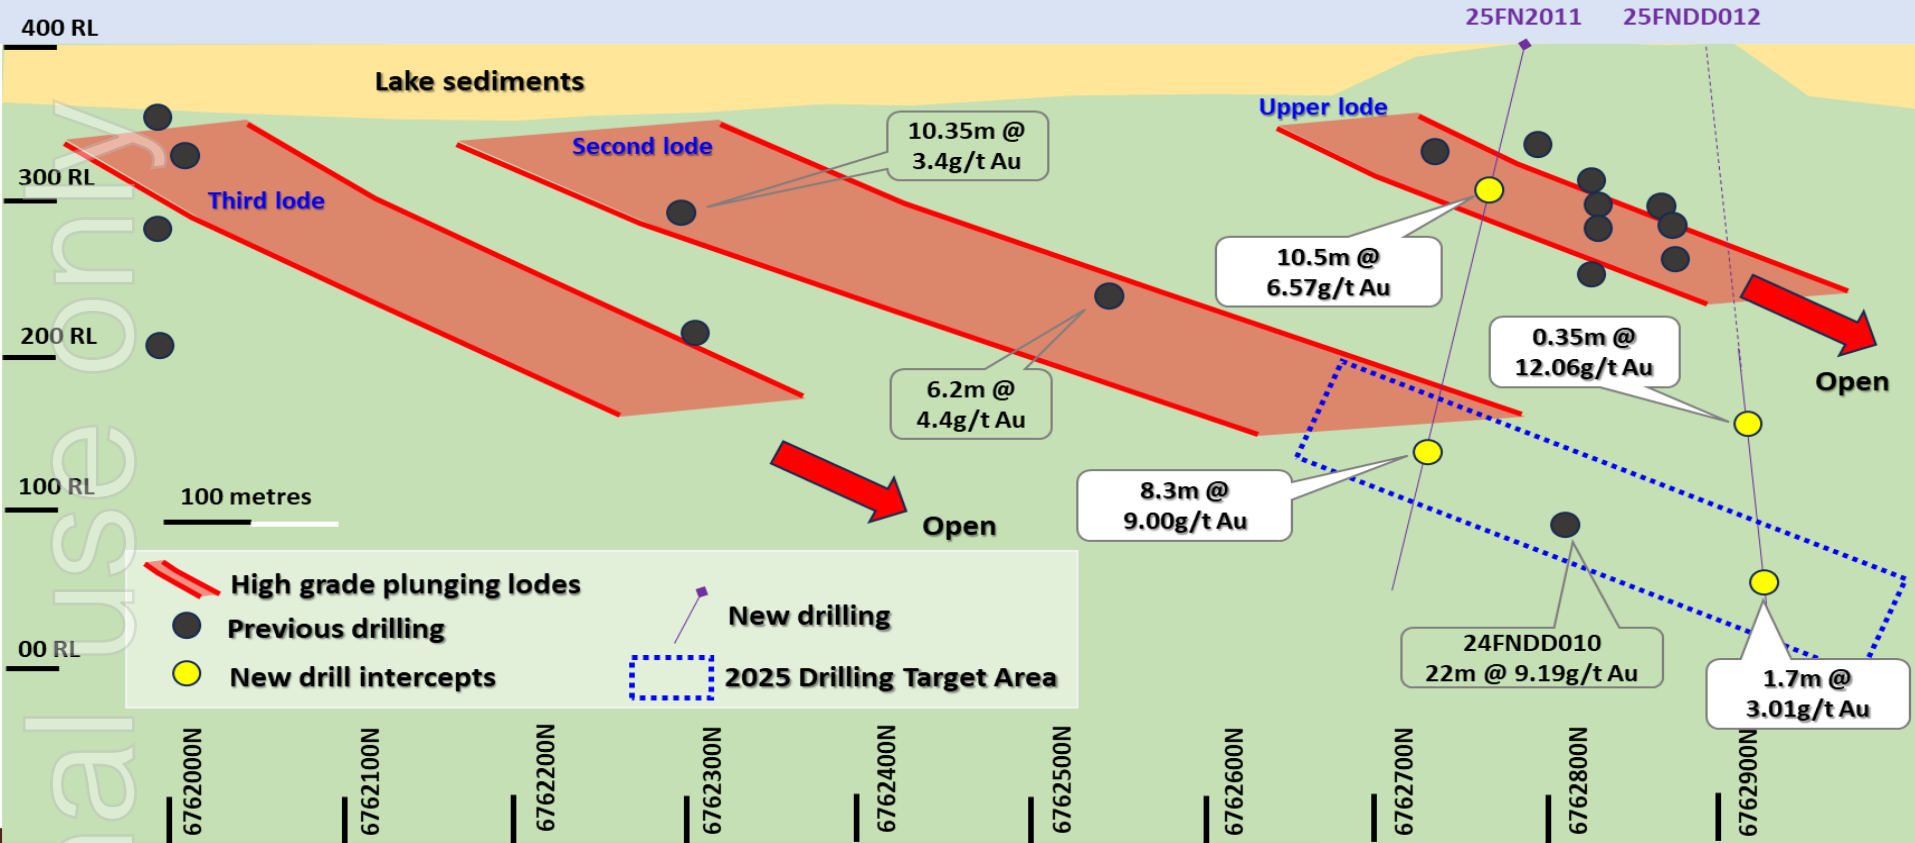 25FN2011 25FNDD012
400 RL
Lake sediments
Upper lode
10.35m @
3.4g/t Au
Second lode
300 RL
Third lode
10.5m @
6.57g/t Au
200 RL
0.35m @
12.06g/t Au
Open
6.2m @
4.4g/t Au
100 RL
100 metres
8.3m @
9.00g/t Au
Open
High grade plunging lodes
Previous drilling
New drill intercepts
New drilling
2025 Drilling Target Area
24FNDD010
22m @ 9.19g/t Au
00 RL
1.7m @
3.01g/t Au
6762000N
6762100N
6762200N
6762300N
6762400N
6762500N
6762600N
6762700N
6762800N
6762900N
nal use only